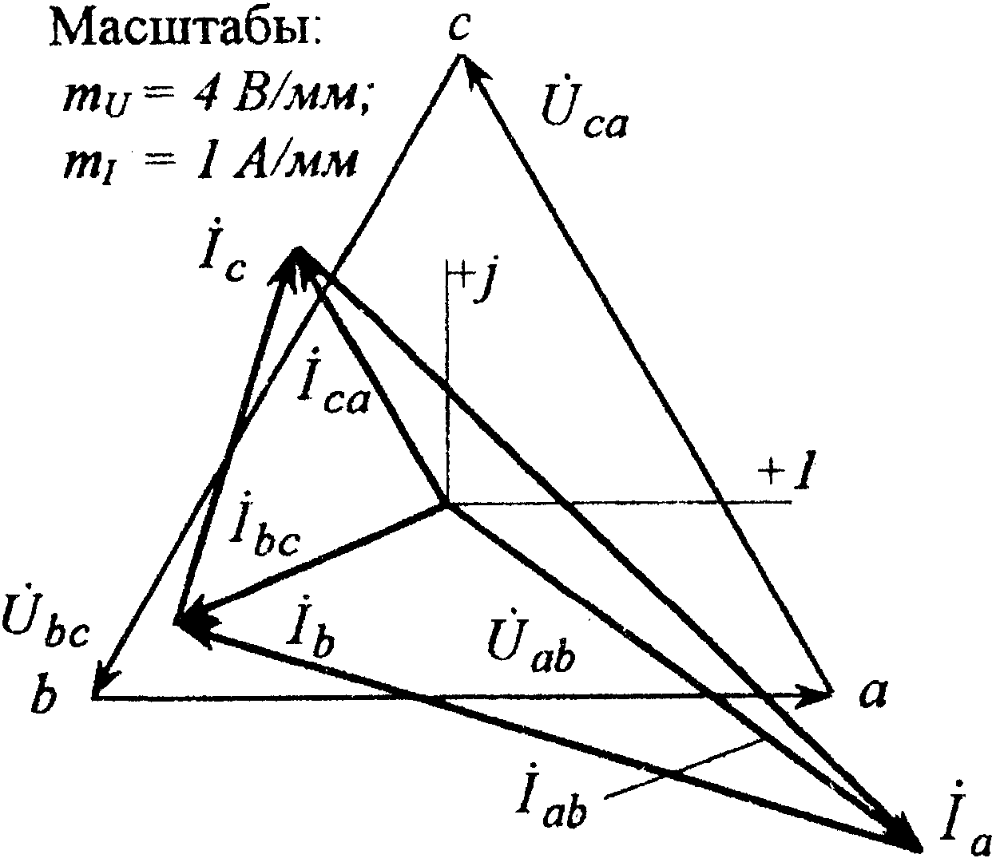 Масштабы:
m_U = 4 В/мм;
m_I = 1 А/мм
c
U̇_ca
İ_c
+j
İ_ca
+1
İ_bc
U̇_bc
İ_b
U̇_ab
b
a
İ_ab
İ_a